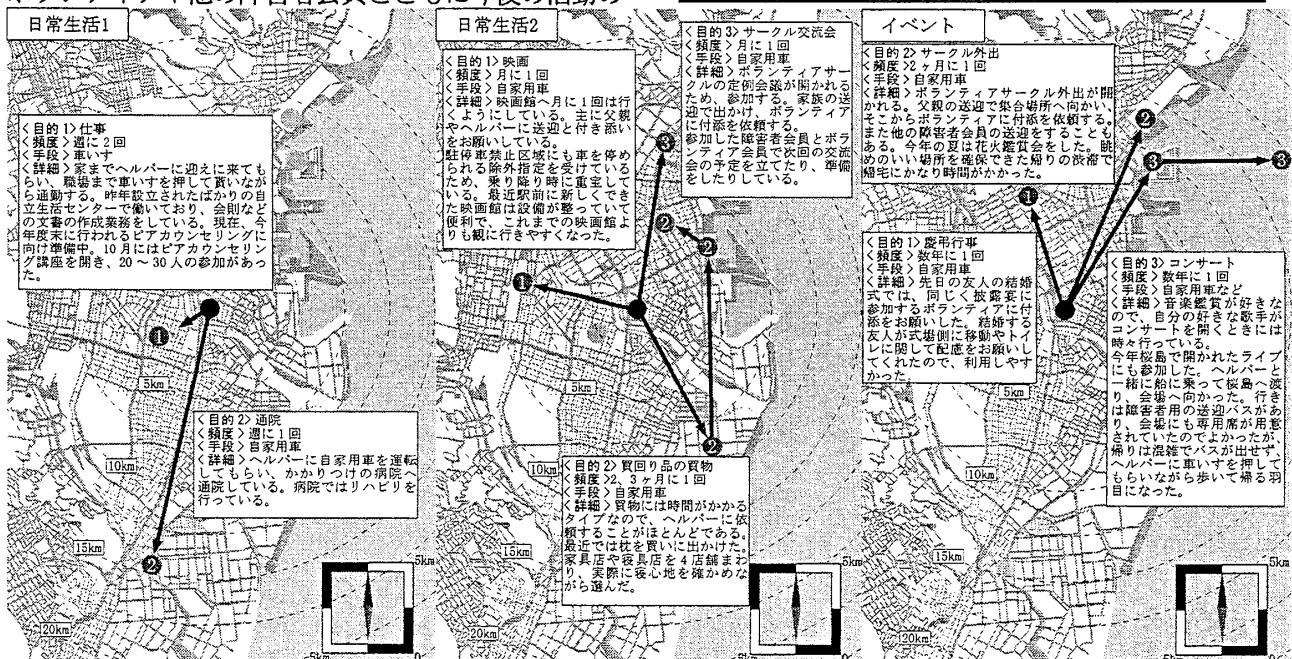 日常生活1
<目的1>仕事
<頻度>週に2回
<手段>車いす
<詳細>家までヘルパーに迎えに来ても
らい、職場まで車いすを押して貰いなが
ら通勤する。昨年設立されたばかりの自
立生活センターで働いており、会則など
の文書の作成業務をしている。現在、今
年度末に行われるピアカウンセリングに
向け準備中。10月にはピアカウンセリン
グ講座を開き、20～30人の参加があっ
た。
1
5km
<目的2>通院
<頻度>週に1回
<手段>自家用車
<詳細>ヘルパーに自家用車を運転
してもらい、かかりつけの病院へ
通院している。病院ではリハビリを
行っている。
10km
15km
2
20km
5km
-5km
0
日常生活2
<目的1>映画
<頻度>月に1回
<手段>自家用車
<詳細>映画館へ月に1回は行
くようにしている。主に父親
やヘルパーに送迎と付き添い
をお願いしている。
駐停車禁止区域にも車を停め
られる除外指定を受けている
ため、乗り降り時に重宝して
いる。最近駅前に新しくでき
た映画館は設備が整っていて
便利で、これまでの映画館よ
りも観に行きやすくなった。
<目的3>サークル交流会
<頻度>月に1回
<手段>自家用車
<詳細>ボランティアサー
クルの定例会議が開かれる
ため、参加する。家族の送
迎で出かけ、ボランティア
に付添を依頼する。
参加した障害者会員とボラ
ンティア会員で次回の交流
会の予定を立てたり、準備
をしたりしている。
3
2
2
1
5km
2
10km
<目的2>買回り品の買物
<頻度>2、3ヶ月に1回
<手段>自家用車
<詳細>買物には時間がかかる
タイプなので、ヘルパーに依
頼することがほとんどである。
最近では枕を買いに出かけた。
家具店や寝具店を4店舗まわ
り、実際に寝心地を確かめな
がら選んだ。
15km
20km
5km
-5km
0
イベント
<目的2>サークル外出
<頻度>2ヶ月に1回
<手段>自家用車
<詳細>ボランティアサークル外出が開
かれる。父親の送迎で集合場所へ向かい、
そこからボランティアに付添を依頼する。
また他の障害者会員の送迎をすることも
ある。今年の夏は花火鑑賞会をした。眺
めのいい場所を確保できた帰りの渋滞で
帰宅にかなり時間がかかった。
2
3
3
1
<目的1>慶弔行事
<頻度>数年に1回
<手段>自家用車
<詳細>先日の友人の結婚
式では、同じく披露宴に
参加するボランティアに付
添をお願いした。結婚する
友人が式場側に移動やトイ
レに関して配慮をお願いし
てくれたので、利用しやす
かった。
<目的3>コンサート
<頻度>数年に1回
<手段>自家用車など
<詳細>音楽鑑賞が好きな
ので、自分の好きな歌手が
コンサートを開くときには
時々行っている。
今年桜島で開かれたライブ
にも参加した。ヘルパーと
一緒に船に乗って桜島へ渡
り、会場へ向かった。行き
は障害者用の送迎バスがあ
り、会場にも専用席が用意
されていたのでよかったが、
帰りは混雑でバスが出せず、
ヘルパーに車いすを押して
もらいながら歩いて帰る羽
目になった。
5km
10km
15km
20km
5km
-5km
0